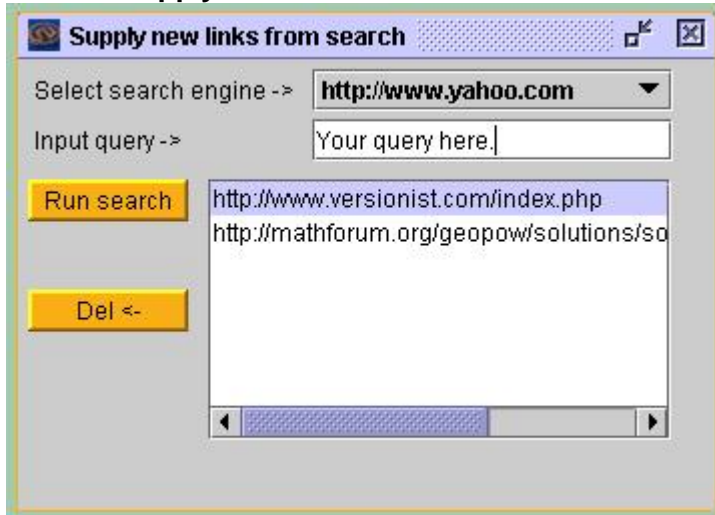 Supply new links from search
Select search engine -> http://www.yahoo.com
Input query -> Your query here.
Run search
http://www.versionist.com/index.php
http://mathforum.org/geopow/solutions/so
Del <-